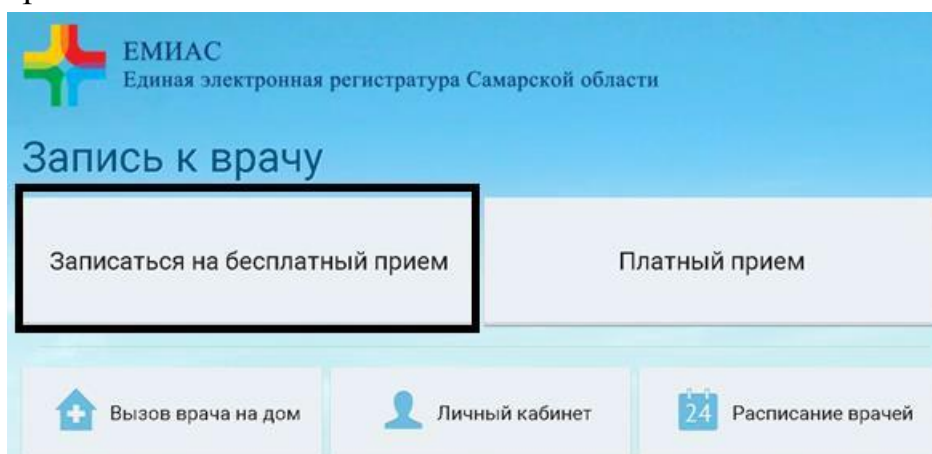 ЕМИАС
Единая электронная регистратура Самарской области
Запись к врачу
Записаться на бесплатный прием
Платный прием
Вызов врача на дом
Личный кабинет
24
Расписание врачей